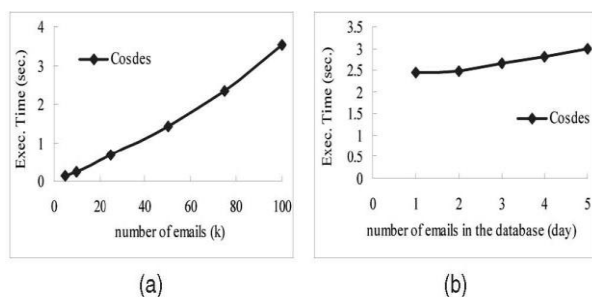 4
3
2
1
0
Exec. Time (sec.)
Cosdes
0 20 40 60 80 100
number of emails (k)
(a)
3.5
3
2.5
2
1.5
1
0.5
0
Exec. Time (sec.)
Cosdes
0 1 2 3 4 5
number of emails in the database (day)
(b)